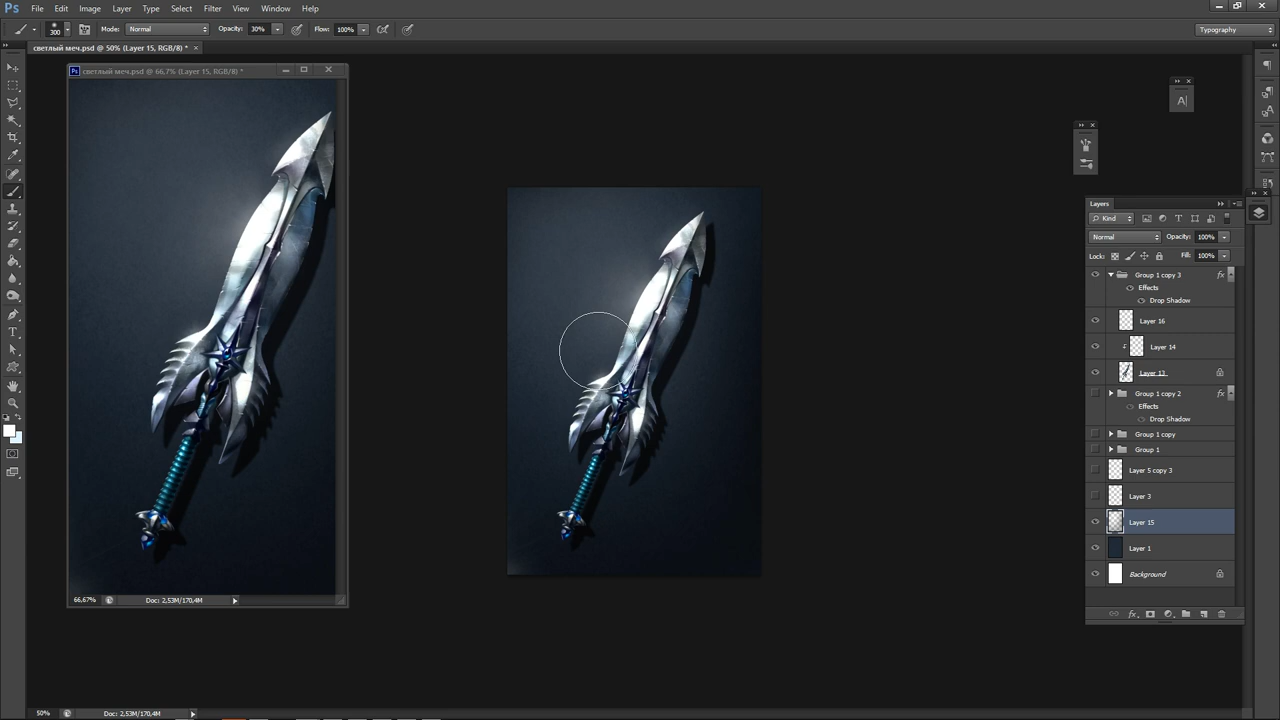 Ps File Edit Image Layer Type Select Filter View Window Help
300 Mode: Normal Opacity: 30% Flow: 100% Typography
светлый меч.psd @ 50% (Layer 15, RGB/8) * ×
Ps светлый меч.psd @ 66,7% (Layer 15, RGB/8) *
A
Layers
Kind
Normal Opacity: 100%
Lock: Fill: 100%
Group 1 copy 3 fx
Effects
Drop Shadow
Layer 16
Layer 14
Layer 13
Group 1 copy 2 fx
Effects
Drop Shadow
Group 1 copy
Group 1
Layer 5 copy 3
Layer 3
Layer 15
Layer 1
Background
fx
66,67% Doc: 2,53M/170,4M
50% Doc: 2,53M/170,4M